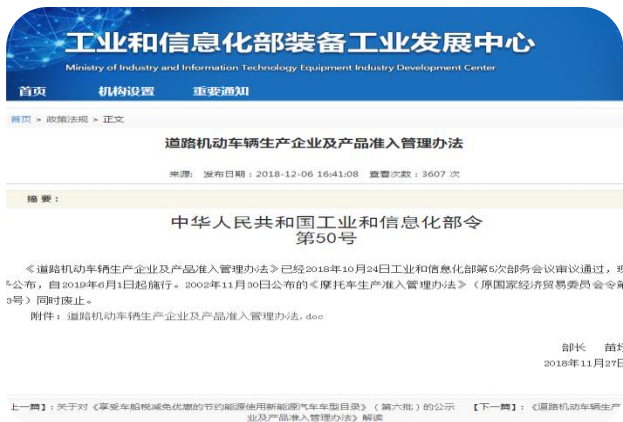 工业和信息化部装备工业发展中心
Ministry of Industry and Information Technology Equipment Industry Development Center
首页 机构设置 重要通知
首页 > 政策法规 > 正文
道路机动车辆生产企业及产品准入管理办法
来源: 发布日期：2018-12-06 16:41:08 查看次数：3607 次
摘 要：
中华人民共和国工业和信息化部令
第50号
《道路机动车辆生产企业及产品准入管理办法》已经2018年10月24日工业和信息化部第5次部务会议审议通过，现
公布，自2019年6月1日起施行。2002年11月30日公布的《摩托车生产准入管理办法》（原国家经济贸易委员会令第
号）同时废止。
附件：道路机动车辆生产企业及产品准入管理办法.doc
部长 苗
2018年11月27日
上一篇】：关于对《享受车船税减免优惠的节约能源使用新能源汽车车型目录》（第六批）的公示 【下一篇】：《道路机动车辆生产
业及产品准入管理办法》解读